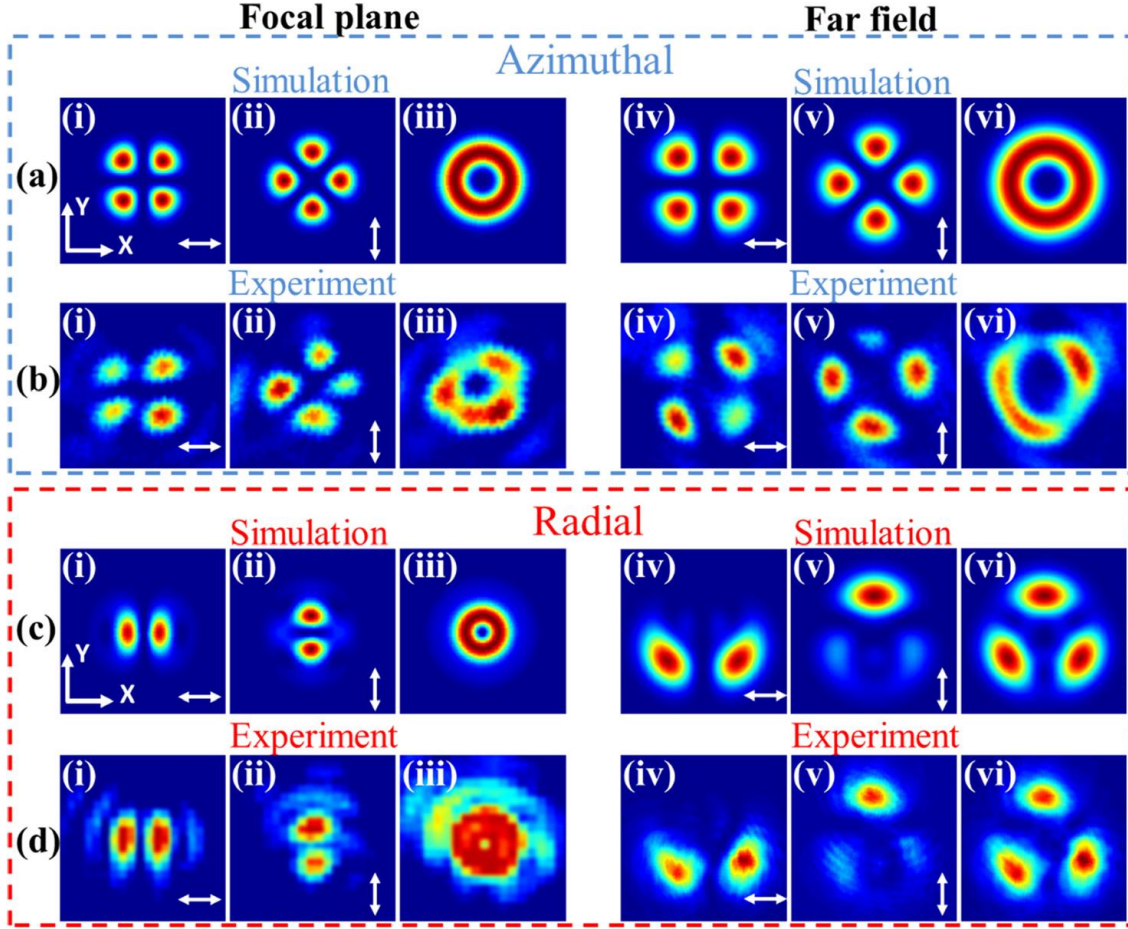 Focal plane Far field
Azimuthal
Simulation Simulation
(i) (ii) (iii) (iv) (v) (vi)
(a)
Y
X
Experiment Experiment
(i) (ii) (iii) (iv) (v) (vi)
(b)
Radial
Simulation Simulation
(i) (ii) (iii) (iv) (v) (vi)
(c)
Y
X
Experiment Experiment
(i) (ii) (iii) (iv) (v) (vi)
(d)